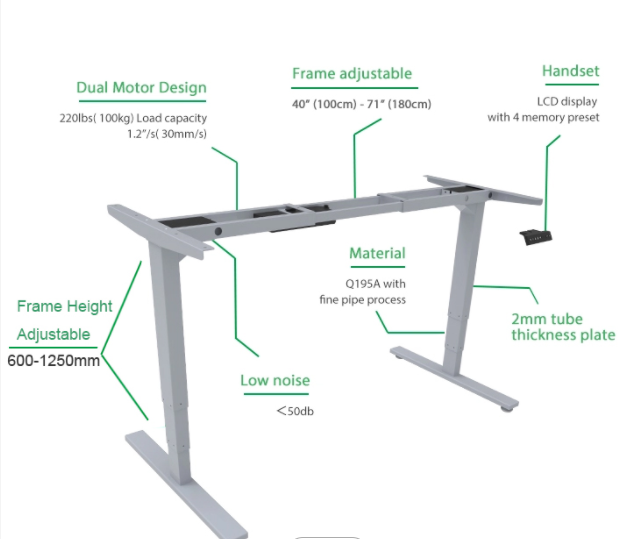 Dual Motor Design
220lbs( 100kg) Load capacity
1.2”/s( 30mm/s)
Frame adjustable
40” (100cm) - 71” (180cm)
Handset
LCD display
with 4 memory preset
Material
Q195A with
fine pipe process
Frame Height
Adjustable
600-1250mm
2mm tube
thickness plate
Low noise
<50db